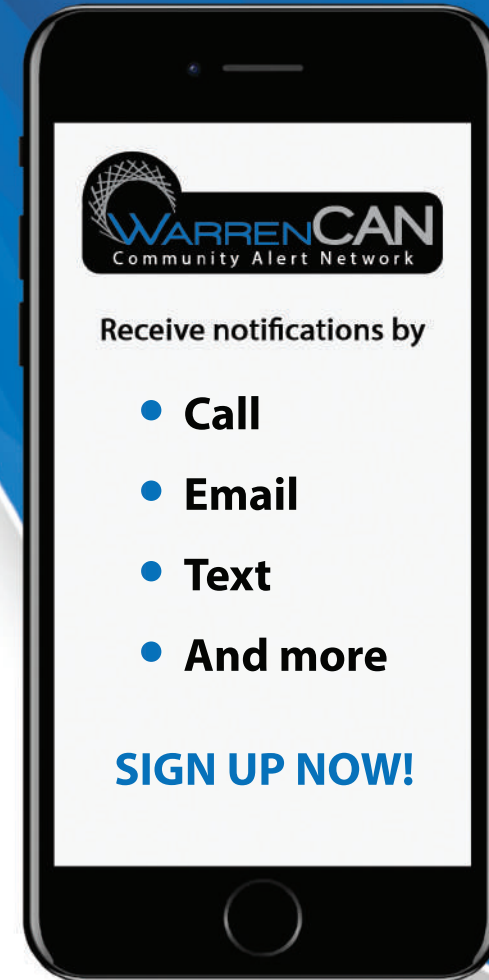 WARRENCAN
Community Alert Network
Receive notifications by
• Call
• Email
• Text
• And more
SIGN UP NOW!